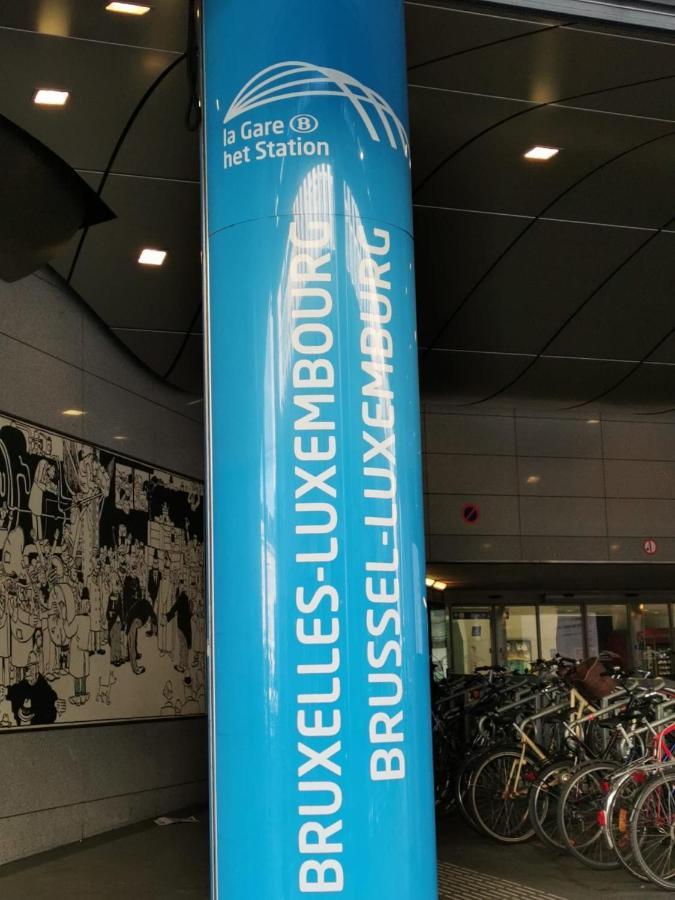 la Gare B
het Station
BRUXELLES-LUXEMBOURG
BRUSSEL-LUXEMBURG